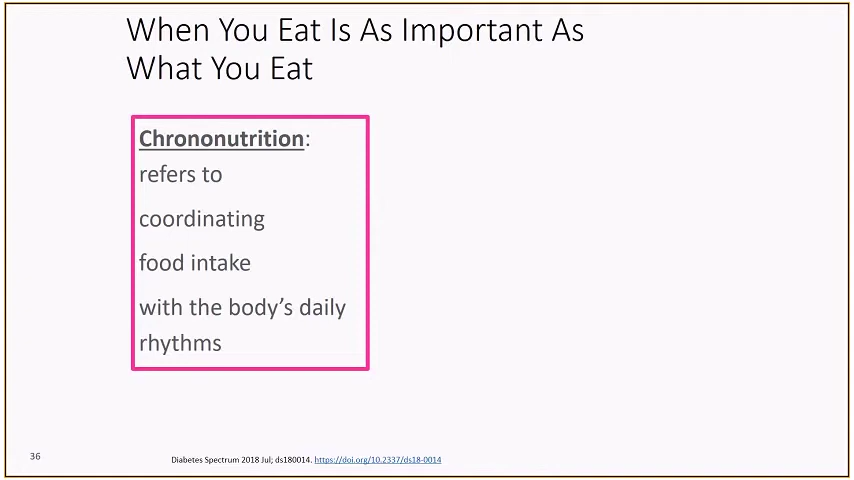 When You Eat Is As Important As
What You Eat
Chrononutrition:
refers to
coordinating
food intake
with the body’s daily
rhythms
36
Diabetes Spectrum 2018 Jul; ds180014. https://doi.org/10.2337/ds18-0014